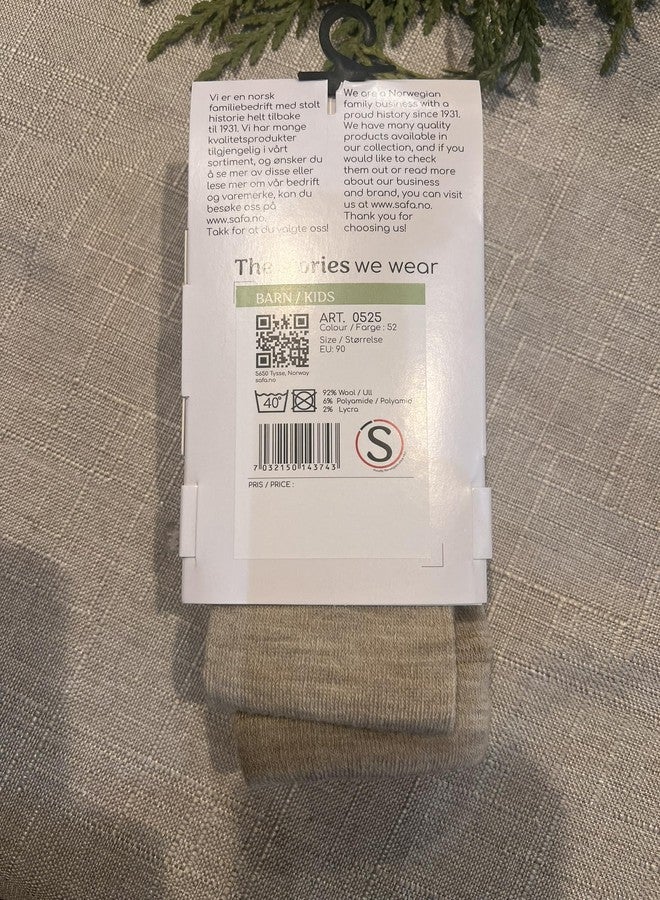 Vi er en norsk
familiebedrift med stolt
historie helt tilbake
til 1931. Vi har mange
kvalitetsprodukter
tilgjengelig i vårt
sortiment, og ønsker du
å se mer av disse eller
lese mer om vår bedrift
og varemerke, kan du
besøke oss på
www.safa.no.
Takk for at du valgte oss!
We are a Norwegian
family business with a
proud history since 1931.
We have many quality
products available in
our collection, and if you
would like to check
them out or read more
about our business
and brand, you can visit
us at www.safa.no.
Thank you for
choosing us!
The stories we wear
BARN / KIDS
ART. 0525
Colour / Farge : 52
Size / Størrelse
EU: 90
5650 Tysse, Norway
safa.no
40°
92% Wool / Ull
6% Polyamide / Polyamid
2% Lycra
7 032150 143743
S
PRIS / PRICE :